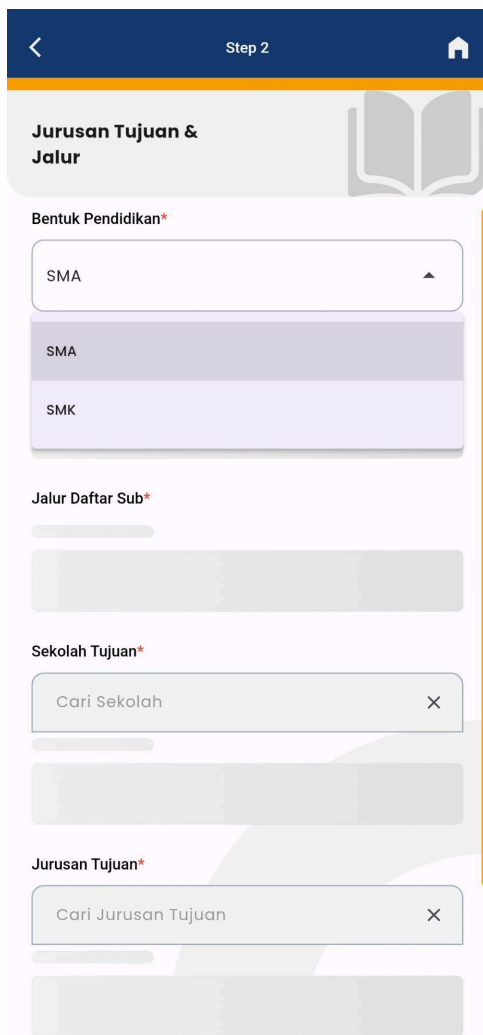 Step 2
Jurusan Tujuan &
Jalur
Bentuk Pendidikan*
SMA
SMA
SMK
Jalur Daftar Sub*
Sekolah Tujuan*
Cari Sekolah
Jurusan Tujuan*
Cari Jurusan Tujuan